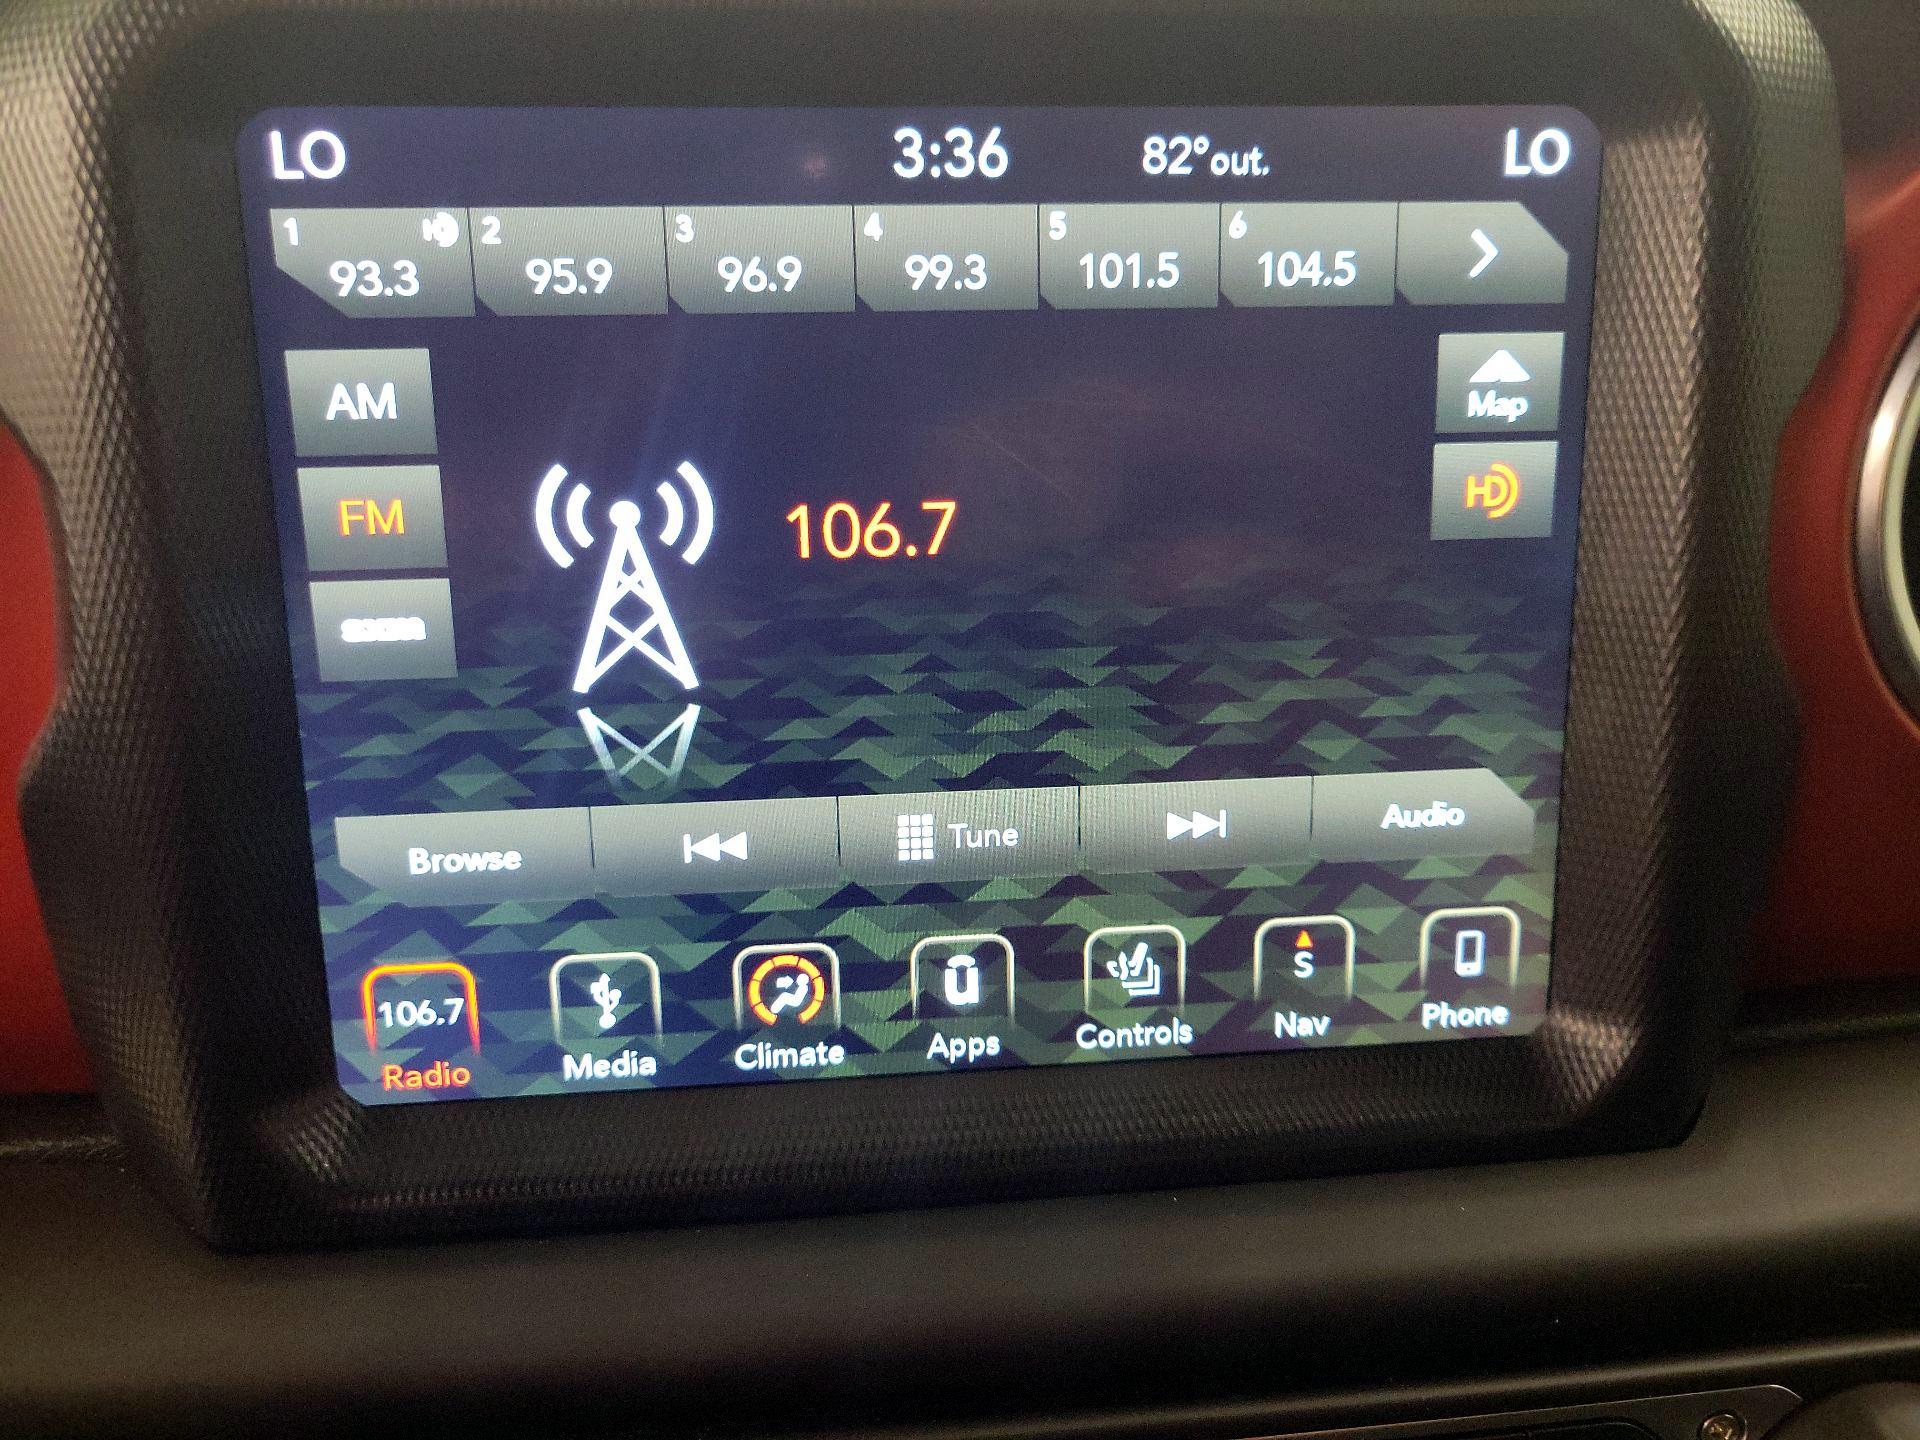 LO 3:36 82°out. LO
1 HD 2 3 4 5 6
93.3 95.9 96.9 99.3 101.5 104.5
Map
AM
HD
FM 106.7
Browse Tune Audio
106.7 S
Radio Media Climate Apps Controls Nav Phone